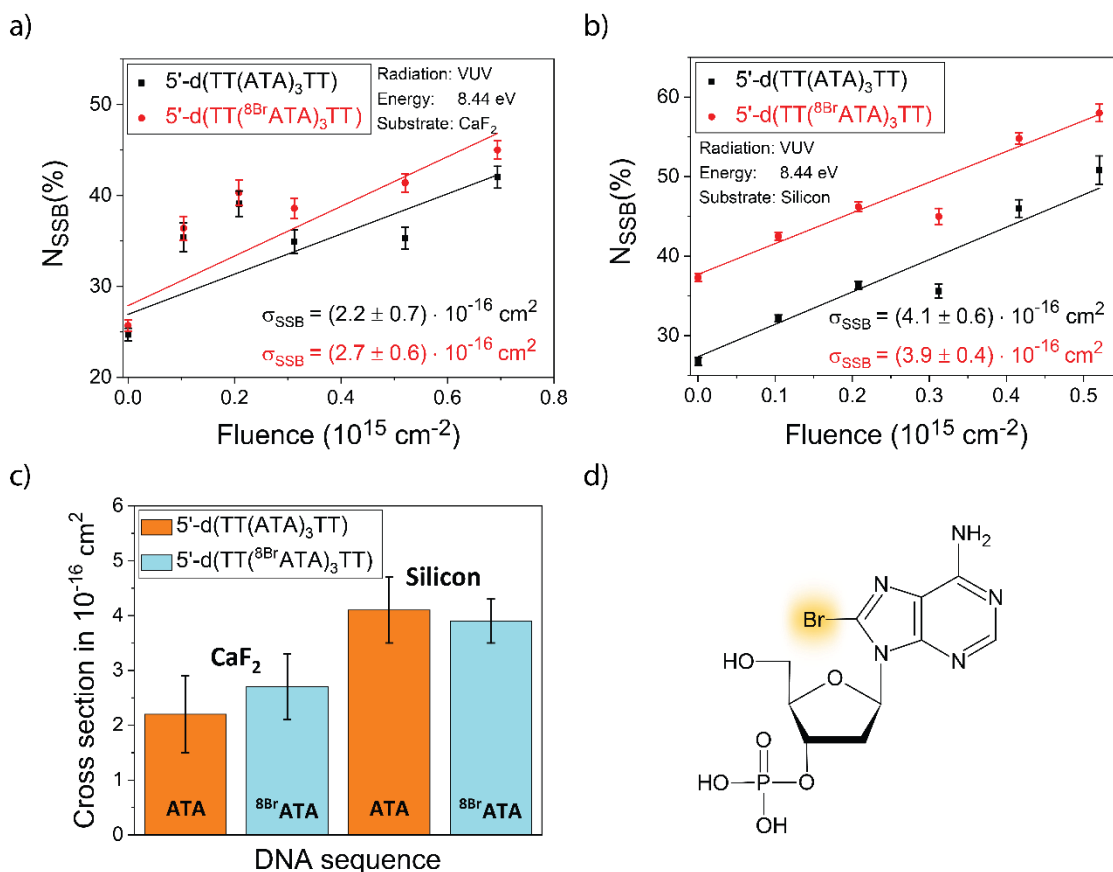 a)
5'-d(TT(ATA)₃TT)
5'-d(TT(⁸ᴮʳATA)₃TT)
Radiation: VUV
Energy: 8.44 eV
Substrate: CaF₂
50
40
30
20
N_SSB(%)
σ_SSB = (2.2 ± 0.7) · 10⁻¹⁶ cm²
σ_SSB = (2.7 ± 0.6) · 10⁻¹⁶ cm²
0.0 0.2 0.4 0.6 0.8
Fluence (10¹⁵ cm⁻²)
b)
5'-d(TT(ATA)₃TT)
5'-d(TT(⁸ᴮʳATA)₃TT)
Radiation: VUV
Energy: 8.44 eV
Substrate: Silicon
60
50
40
30
N_SSB(%)
σ_SSB = (4.1 ± 0.6) · 10⁻¹⁶ cm²
σ_SSB = (3.9 ± 0.4) · 10⁻¹⁶ cm²
0.0 0.1 0.2 0.3 0.4 0.5
Fluence (10¹⁵ cm⁻²)
c)
5'-d(TT(ATA)₃TT)
5'-d(TT(⁸ᴮʳATA)₃TT)
6
5
4
3
2
1
0
Cross section in 10⁻¹⁶ cm²
CaF₂
Silicon
ATA
⁸ᴮʳATA
ATA
⁸ᴮʳATA
DNA sequence
d)
NH₂
N
N
Br
N
N
HO
O
O
HO
P
O
OH